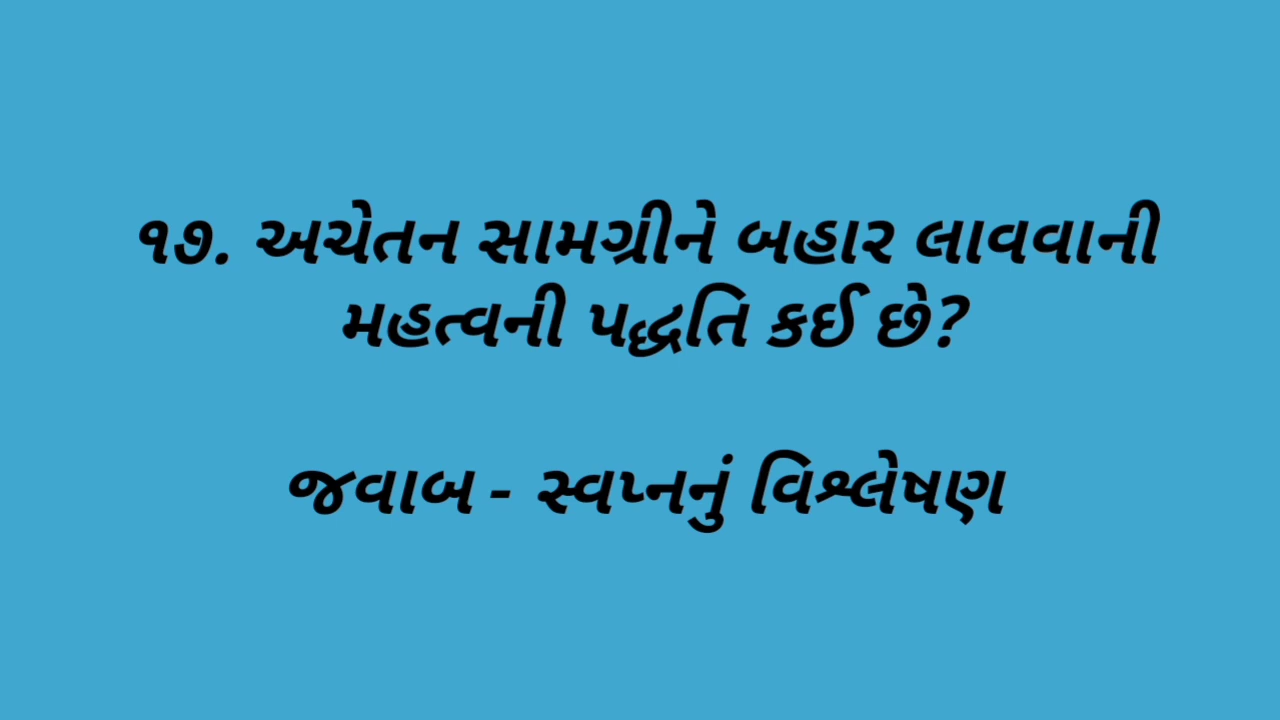 ૧૭. અચેતન સામગ્રીને બહાર લાવવાની
મહત્વની પદ્ધતિ કઈ છે?
જવાબ - સ્વપ્નનું વિશ્લેષણ